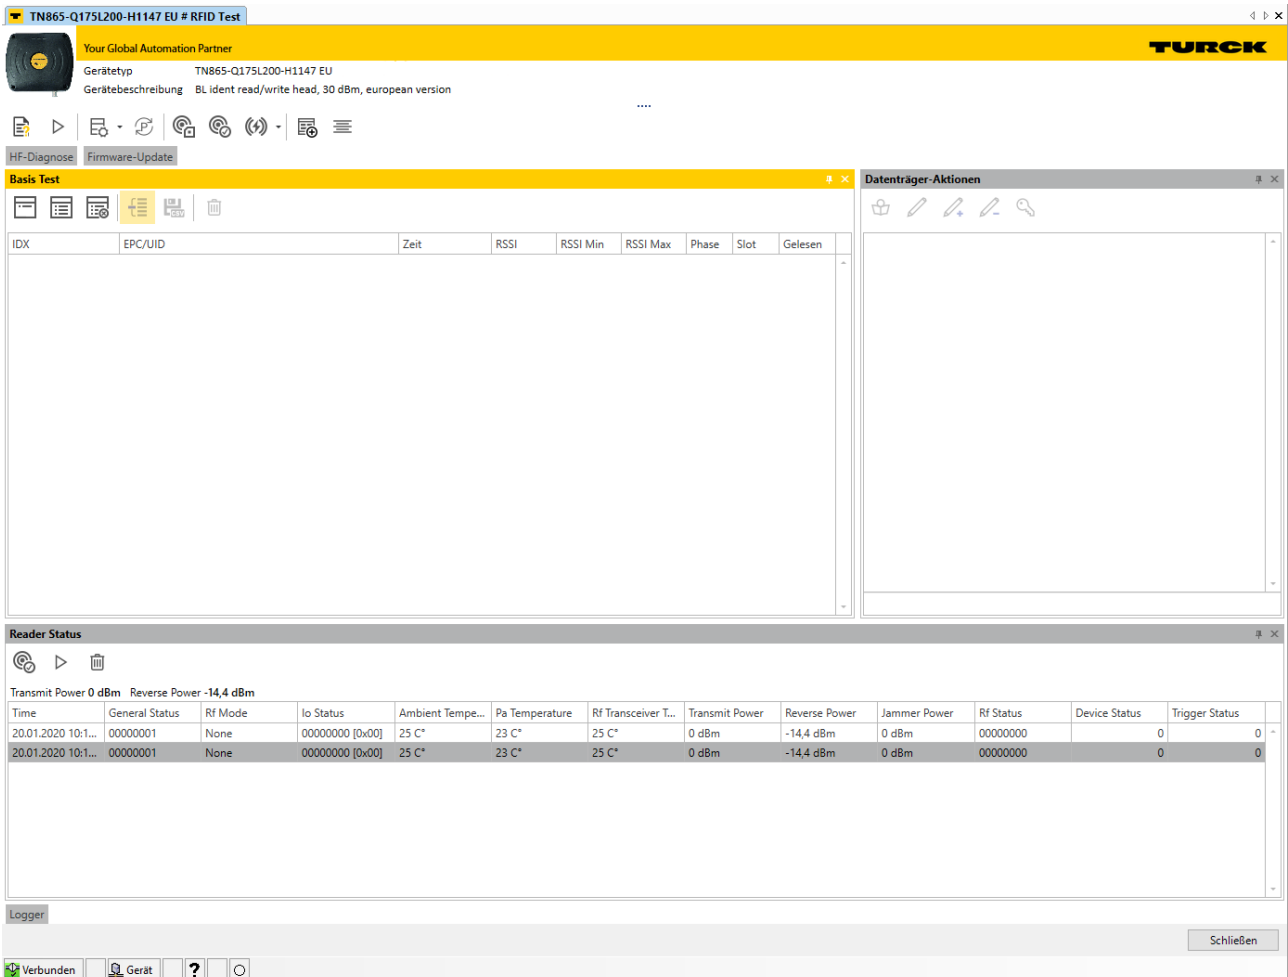 TN865-Q175L200-H1147 EU # RFID Test
Your Global Automation Partner
TURCK
Gerätetyp TN865-Q175L200-H1147 EU
Gerätebeschreibung BL ident read/write head, 30 dBm, european version
....
HF-Diagnose Firmware-Update
Basis Test
IDX EPC/UID Zeit RSSI RSSI Min RSSI Max Phase Slot Gelesen
Datenträger-Aktionen
Reader Status
Transmit Power 0 dBm Reverse Power -14,4 dBm
Time General Status Rf Mode Io Status Ambient Tempe... Pa Temperature Rf Transceiver T... Transmit Power Reverse Power Jammer Power Rf Status Device Status Trigger Status
20.01.2020 10:1... 00000001 None 00000000 [0x00] 25 C° 23 C° 25 C° 0 dBm -14,4 dBm 0 dBm 00000000 0 0
20.01.2020 10:1... 00000001 None 00000000 [0x00] 25 C° 23 C° 25 C° 0 dBm -14,4 dBm 0 dBm 00000000 0 0
Logger
Schließen
Verbunden Gerät ?